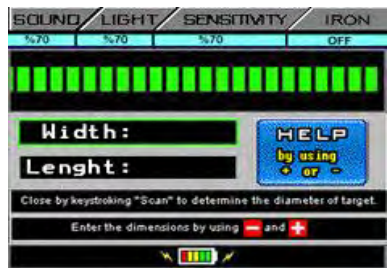 SOUND LIGHT SENSITIVITY IRON
%70 %70 %70 OFF
Width:
Lenght:
HELP
by using
+ or -
Close by keystroking "Scan" to determine the diameter of target.
Enter the dimensions by using - and +